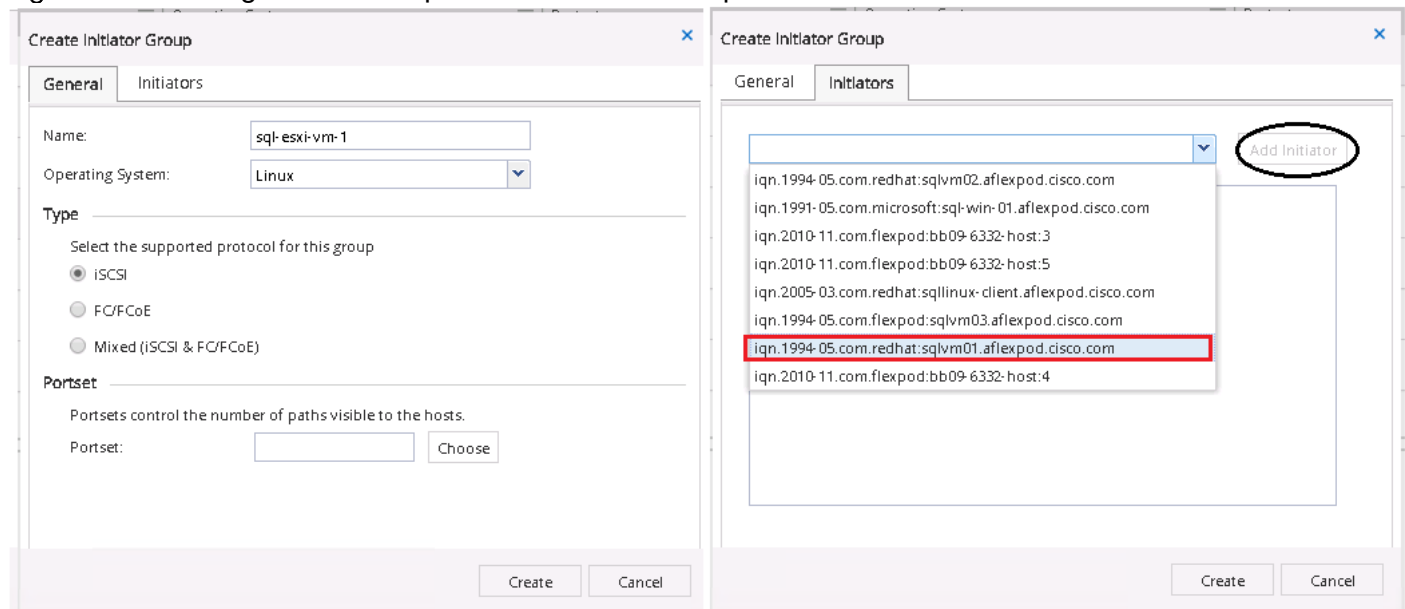 Create Initiator Group ×
General Initiators
Name: sql-esxi-vm-1
Operating System: Linux
Type
Select the supported protocol for this group
iSCSI
FC/FCoE
Mixed (iSCSI & FC/FCoE)
Portset
Portsets control the number of paths visible to the hosts.
Portset: Choose
Create Cancel
Create Initiator Group ×
General Initiators
Add Initiator
iqn.1994-05.com.redhat:sqlvm02.aflexpod.cisco.com
iqn.1991-05.com.microsoft:sql-win-01.aflexpod.cisco.com
iqn.2010-11.com.flexpod:bb09-6332-host:3
iqn.2010-11.com.flexpod:bb09-6332-host:5
iqn.2005-03.com.redhat:sqllinux-client.aflexpod.cisco.com
iqn.1994-05.com.flexpod:sqlvm03.aflexpod.cisco.com
iqn.1994-05.com.redhat:sqlvm01.aflexpod.cisco.com
iqn.2010-11.com.flexpod:bb09-6332-host:4
Create Cancel